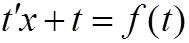 t′x + t = f(t)